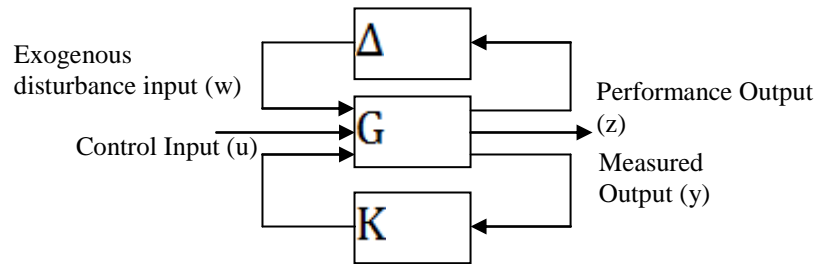 Δ
Exogenous
disturbance input (w)
G
Performance Output
(z)
Control Input (u)
Measured
Output (y)
K